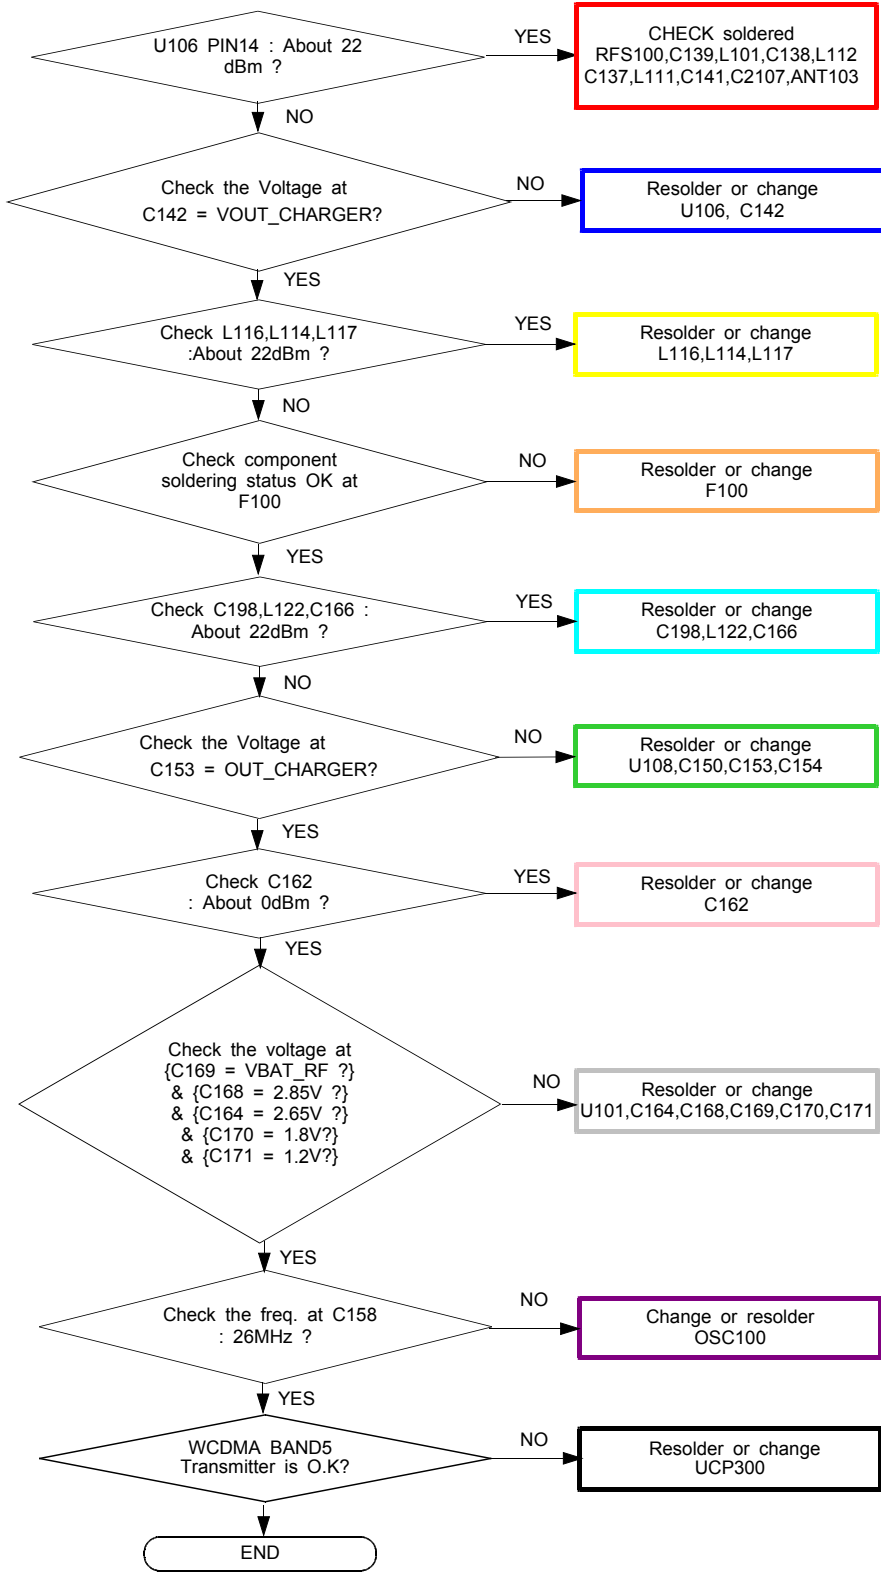 U106 PIN14 : About 22
dBm ?
YES
CHECK soldered
RFS100,C139,L101,C138,L112
C137,L111,C141,C2107,ANT103
NO
Check the Voltage at
C142 = VOUT_CHARGER?
NO
Resolder or change
U106, C142
YES
Check L116,L114,L117
:About 22dBm ?
YES
Resolder or change
L116,L114,L117
NO
Check component
soldering status OK at
F100
NO
Resolder or change
F100
YES
Check C198,L122,C166 :
About 22dBm ?
YES
Resolder or change
C198,L122,C166
NO
Check the Voltage at
C153 = OUT_CHARGER?
NO
Resolder or change
U108,C150,C153,C154
YES
Check C162
: About 0dBm ?
YES
Resolder or change
C162
YES
Check the voltage at
{C169 = VBAT_RF ?}
& {C168 = 2.85V ?}
& {C164 = 2.65V ?}
& {C170 = 1.8V?}
& {C171 = 1.2V?}
NO
Resolder or change
U101,C164,C168,C169,C170,C171
YES
Check the freq. at C158
: 26MHz ?
NO
Change or resolder
OSC100
YES
WCDMA BAND5
Transmitter is O.K?
NO
Resolder or change
UCP300
END